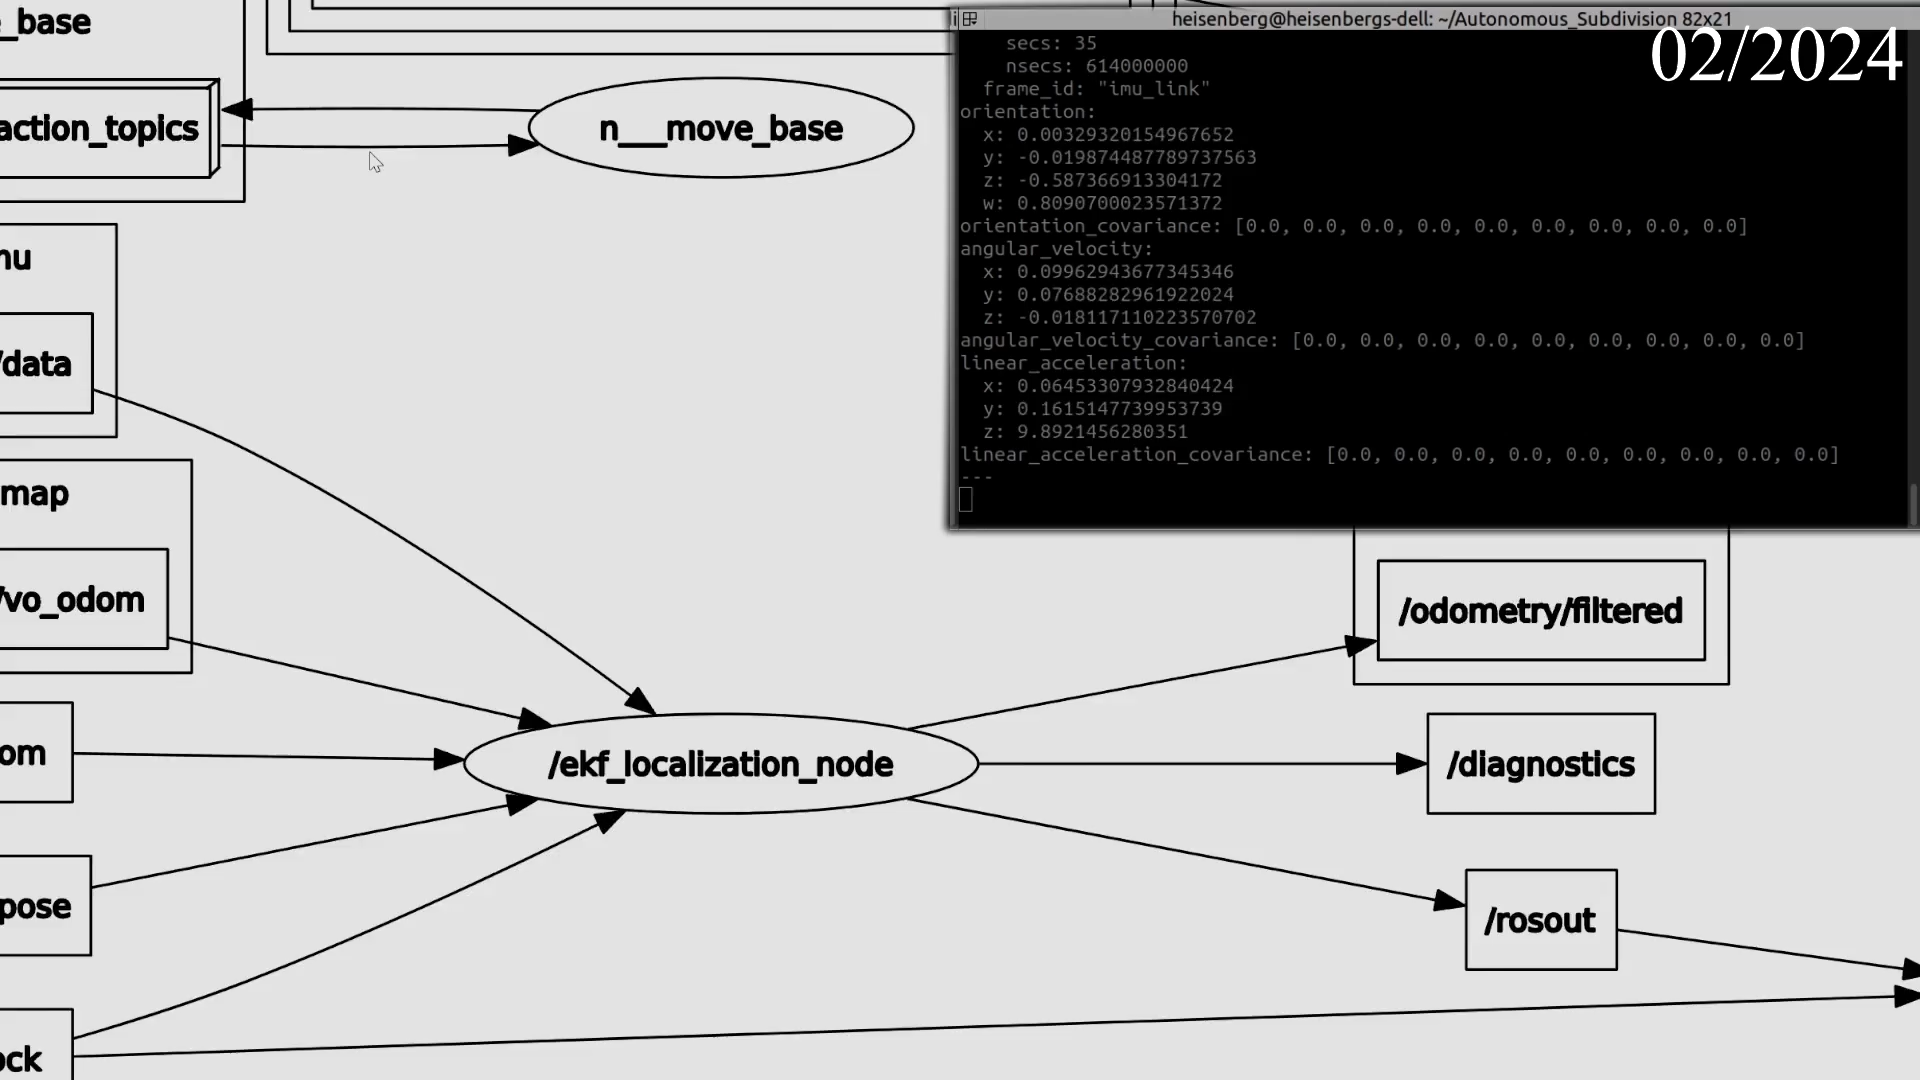 _base
action_topics
n__move_base
/data
map
/vo_odom
om
pose
ock
/ekf_localization_node
/odometry/filtered
/diagnostics
/rosout
heisenberg@heisenbergs-dell: ~/Autonomous_Subdivision 82x21
02/2024
secs: 35
nsecs: 614000000
frame_id: "imu_link"
orientation:
x: 0.00329320154967652
y: -0.019874487789737563
z: -0.587366913304172
w: 0.8090700023571372
orientation_covariance: [0.0, 0.0, 0.0, 0.0, 0.0, 0.0, 0.0, 0.0, 0.0]
angular_velocity:
x: 0.09962943677345346
y: 0.07688282961922024
z: -0.018117110223570702
angular_velocity_covariance: [0.0, 0.0, 0.0, 0.0, 0.0, 0.0, 0.0, 0.0, 0.0]
linear_acceleration:
x: 0.06453307932840424
y: 0.1615147739953739
z: 9.8921456280351
linear_acceleration_covariance: [0.0, 0.0, 0.0, 0.0, 0.0, 0.0, 0.0, 0.0, 0.0]
---